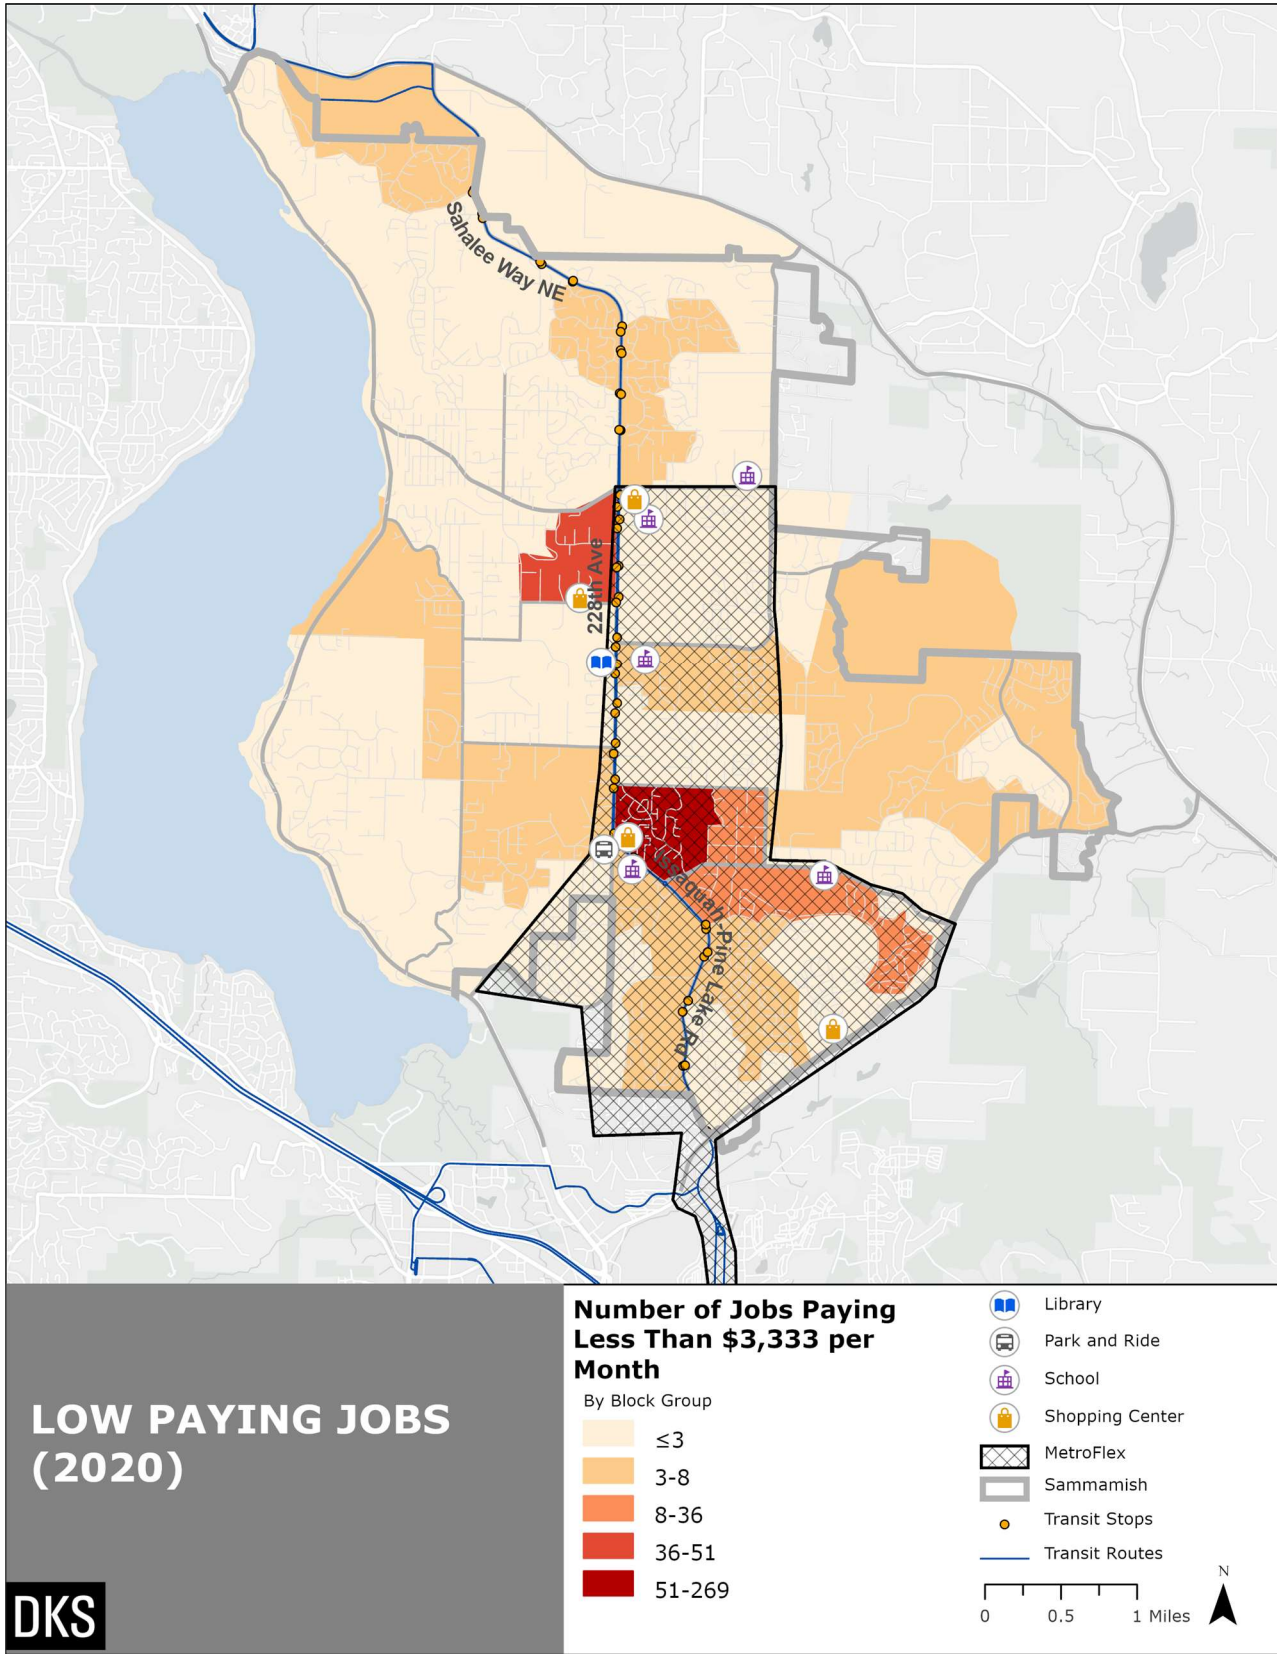 Sahalee Way NE
228th Ave
Issaquah-Pine Lake Rd
LOW PAYING JOBS
(2020)
DKS
Number of Jobs Paying
Less Than $3,333 per
Month
By Block Group
≤3
3-8
8-36
36-51
51-269
Library
Park and Ride
School
Shopping Center
MetroFlex
Sammamish
Transit Stops
Transit Routes
N
0 0.5 1 Miles